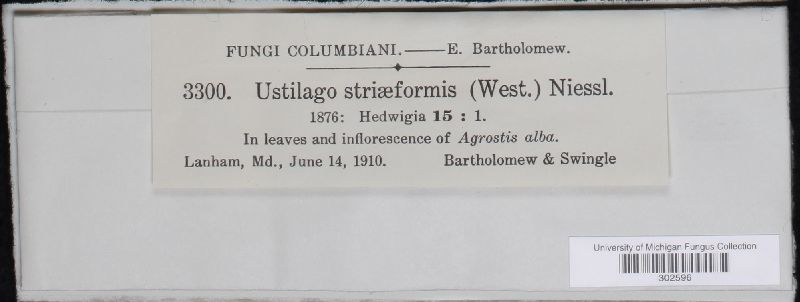 FUNGI COLUMBIANI.——E. Bartholomew.
3300. Ustilago striæformis (West.) Niessl.
1876: Hedwigia 15 : 1.
In leaves and inflorescence of Agrostis alba.
Lanham, Md., June 14, 1910. Bartholomew & Swingle
University of Michigan Fungus Collection
302596